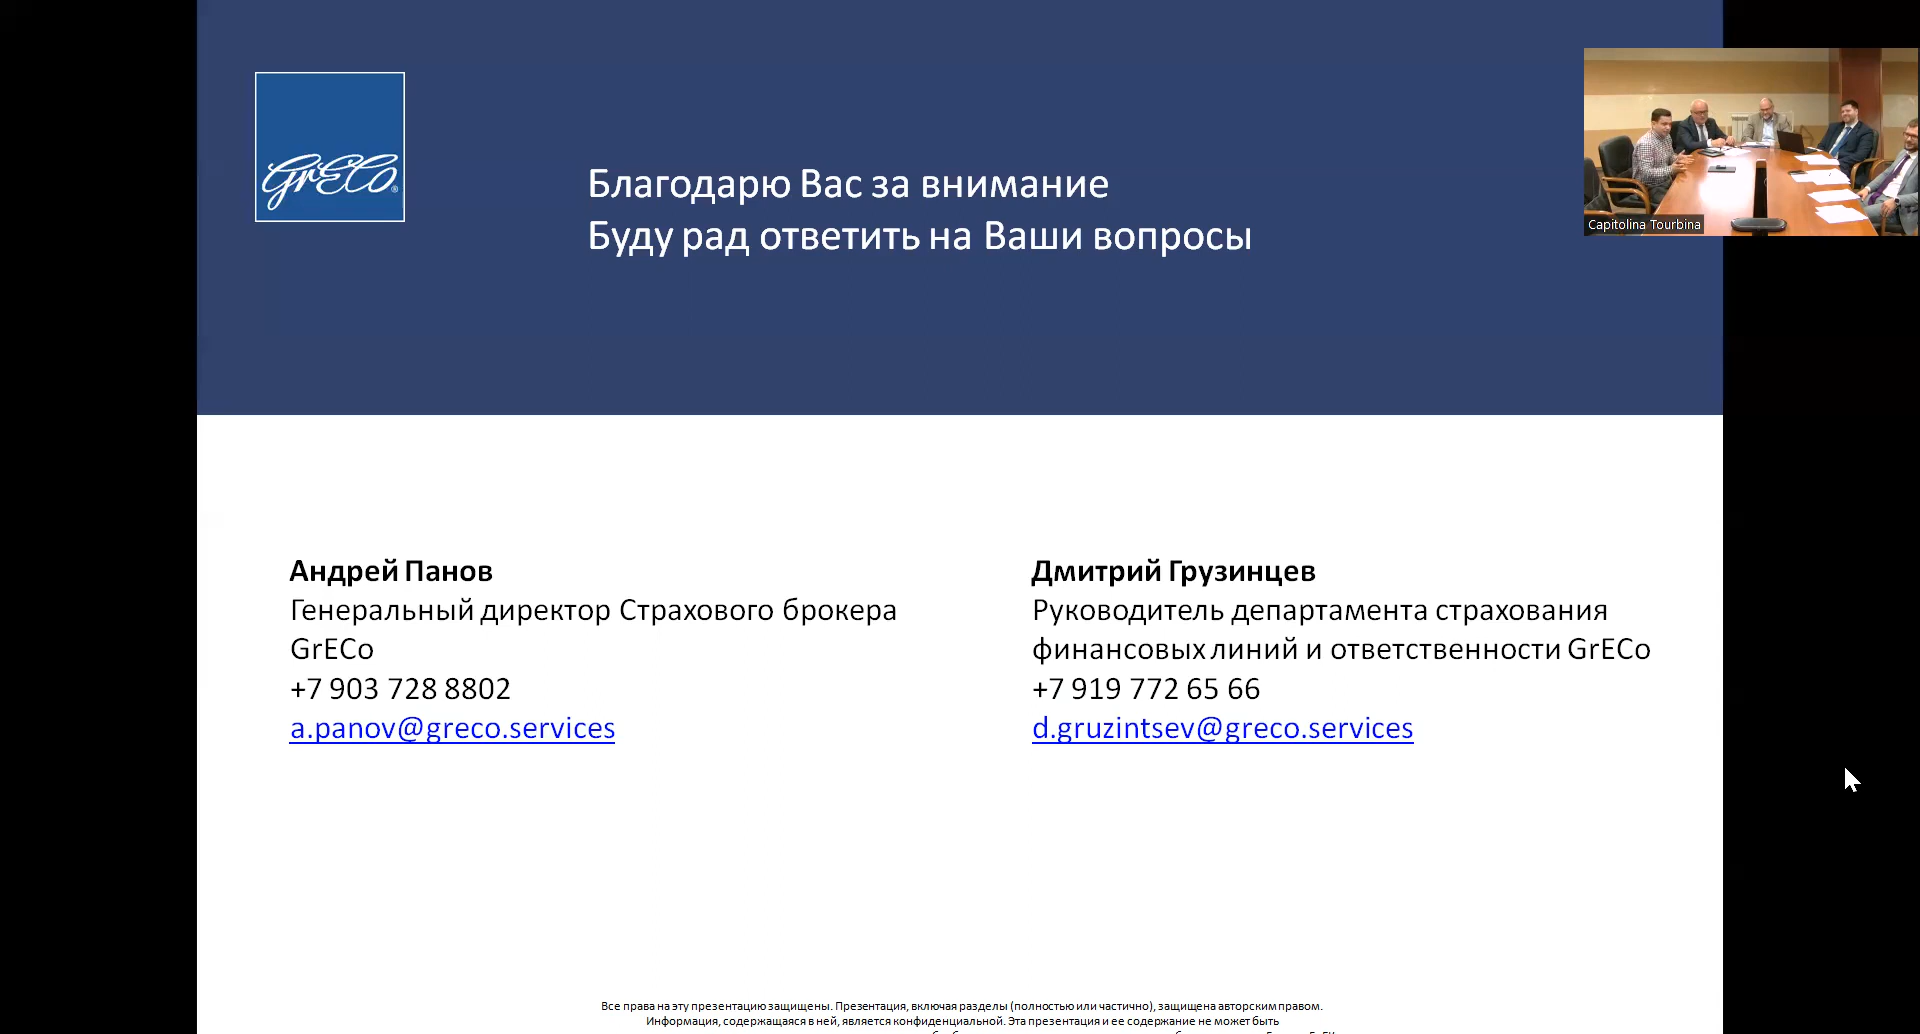 GrECo®
Благодарю Вас за внимание
Буду рад ответить на Ваши вопросы
Capitolina Tourbina
Андрей Панов
Генеральный директор Страхового брокера
GrECo
+7 903 728 8802
a.panov@greco.services
Дмитрий Грузинцев
Руководитель департамента страхования
финансовых линий и ответственности GrECo
+7 919 772 65 66
d.gruzintsev@greco.services
Все права на эту презентацию защищены. Презентация, включая разделы (полностью или частично), защищена авторским правом.
Информация, содержащаяся в ней, является конфиденциальной. Эта презентация и ее содержание не может быть